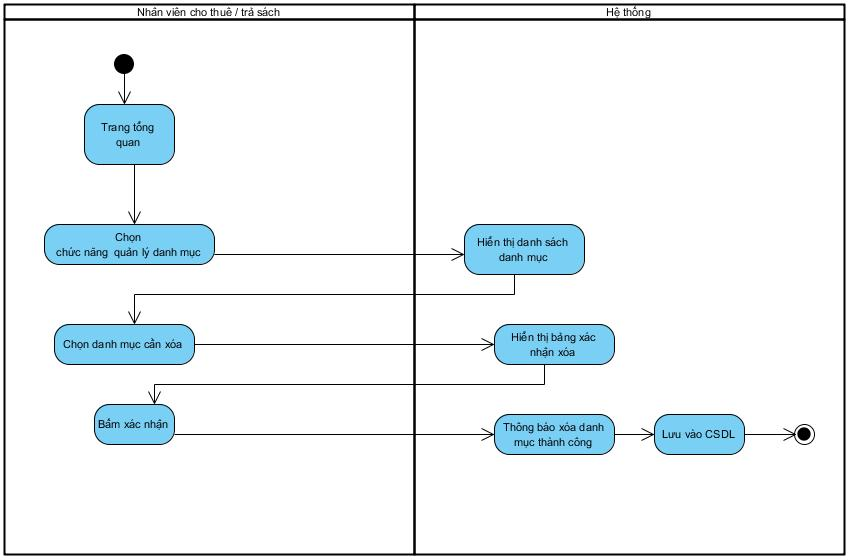 Nhân viên cho thuê / trả sách
Hệ thống
Trang tổng
quan
Chọn
chức năng quản lý danh mục
Hiển thị danh sách
danh mục
Chọn danh mục cần xóa
Hiển thị bảng xác
nhận xóa
Bấm xác nhận
Thông báo xóa danh
mục thành công
Lưu vào CSDL